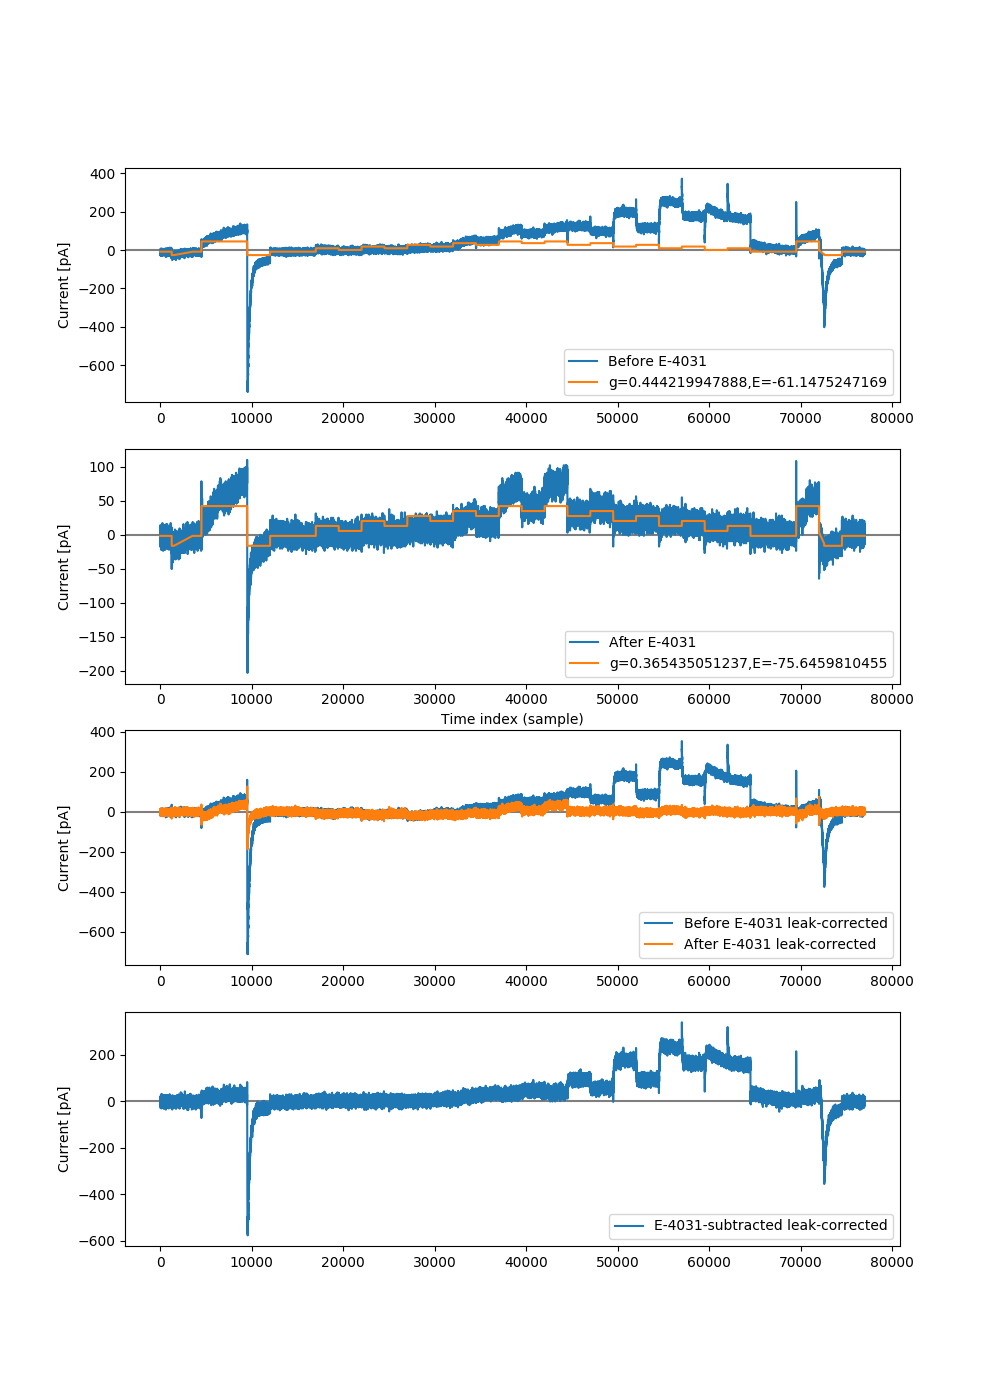 400
200
0
−200
−400
−600
Current [pA]
Before E-4031
g=0.444219947888,E=-61.1475247169
0 10000 20000 30000 40000 50000 60000 70000 80000
100
50
0
−50
−100
−150
−200
Current [pA]
After E-4031
g=0.365435051237,E=-75.6459810455
0 10000 20000 30000 40000 50000 60000 70000 80000
Time index (sample)
400
200
0
−200
−400
−600
Current [pA]
Before E-4031 leak-corrected
After E-4031 leak-corrected
0 10000 20000 30000 40000 50000 60000 70000 80000
200
0
−200
−400
−600
Current [pA]
E-4031-subtracted leak-corrected
0 10000 20000 30000 40000 50000 60000 70000 80000